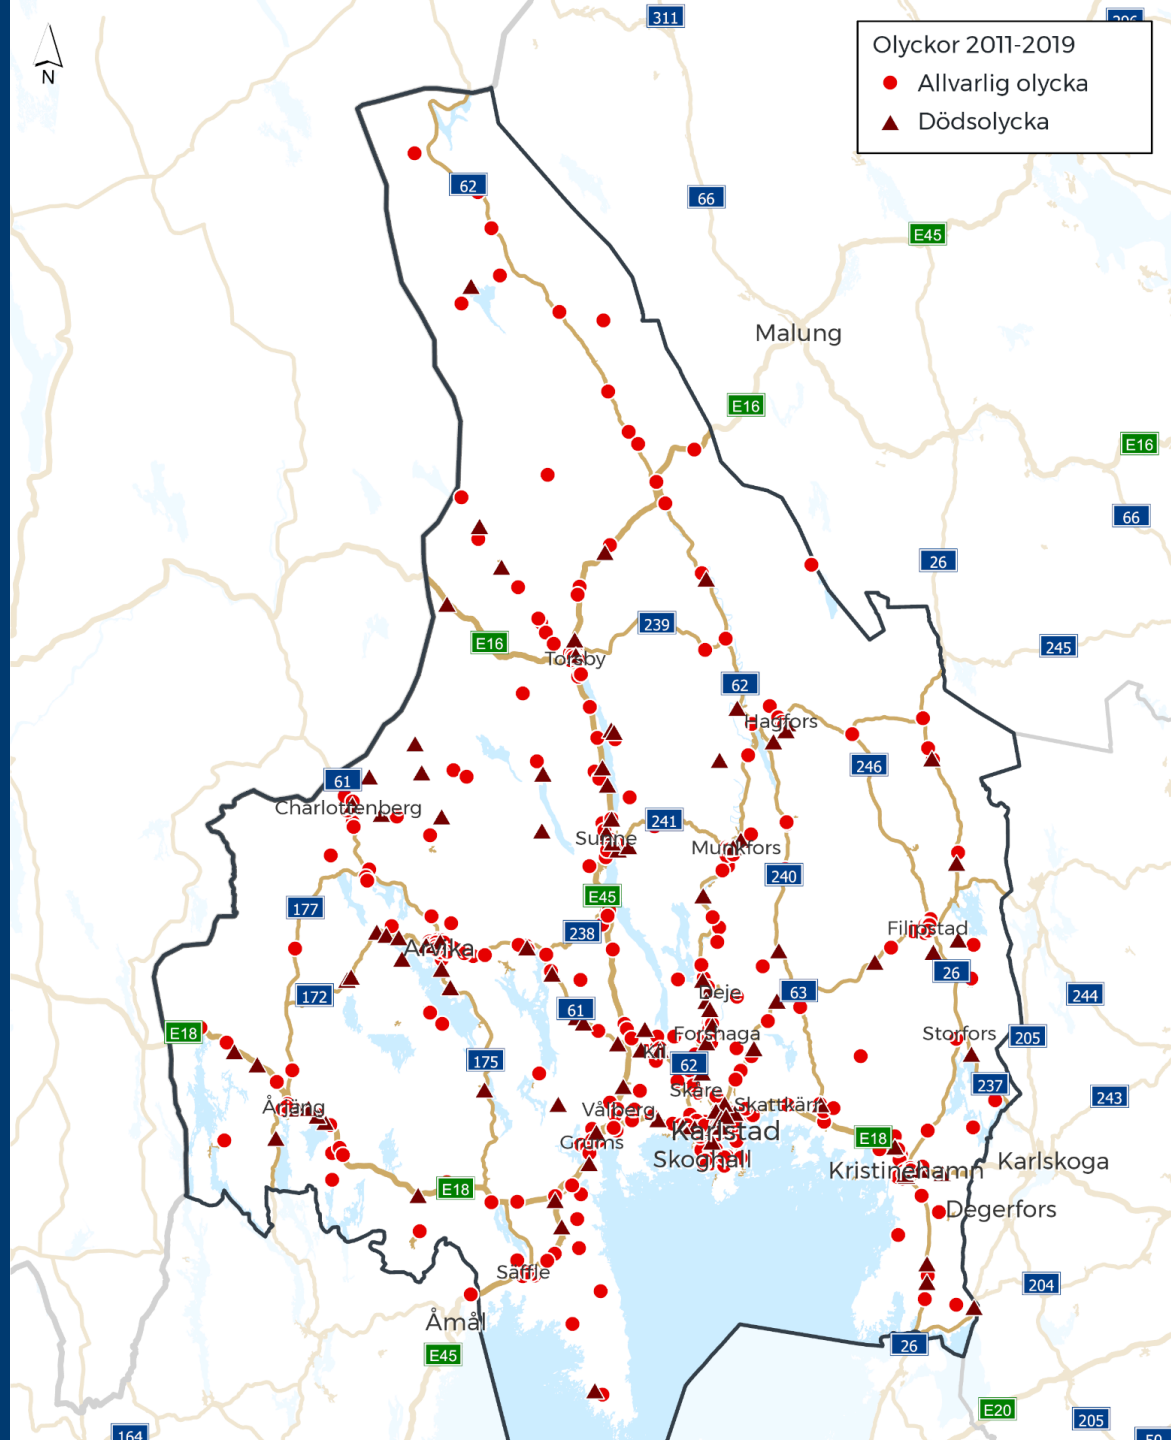 311
N
Olyckor 2011-2019
Allvarlig olycka
Dödsolycka
62
66
E45
Malung
E16
E16
66
26
239
E16
245
Torsby
62
Hagfors
246
61
Charlottenberg
241
Sunne
Munkfors
240
E45
177
238
Filipstad
Arvika
26
172
63
Deje
244
61
E18
Forshaga
Storfors
205
62
175
Skåre
237
243
Årjäng
Vålberg
Skattkärr
Karlstad
E18
Grums
Skoghall
Kristinehamn
Karlskoga
E18
Degerfors
Säffle
204
Åmål
26
E45
E20
205
164